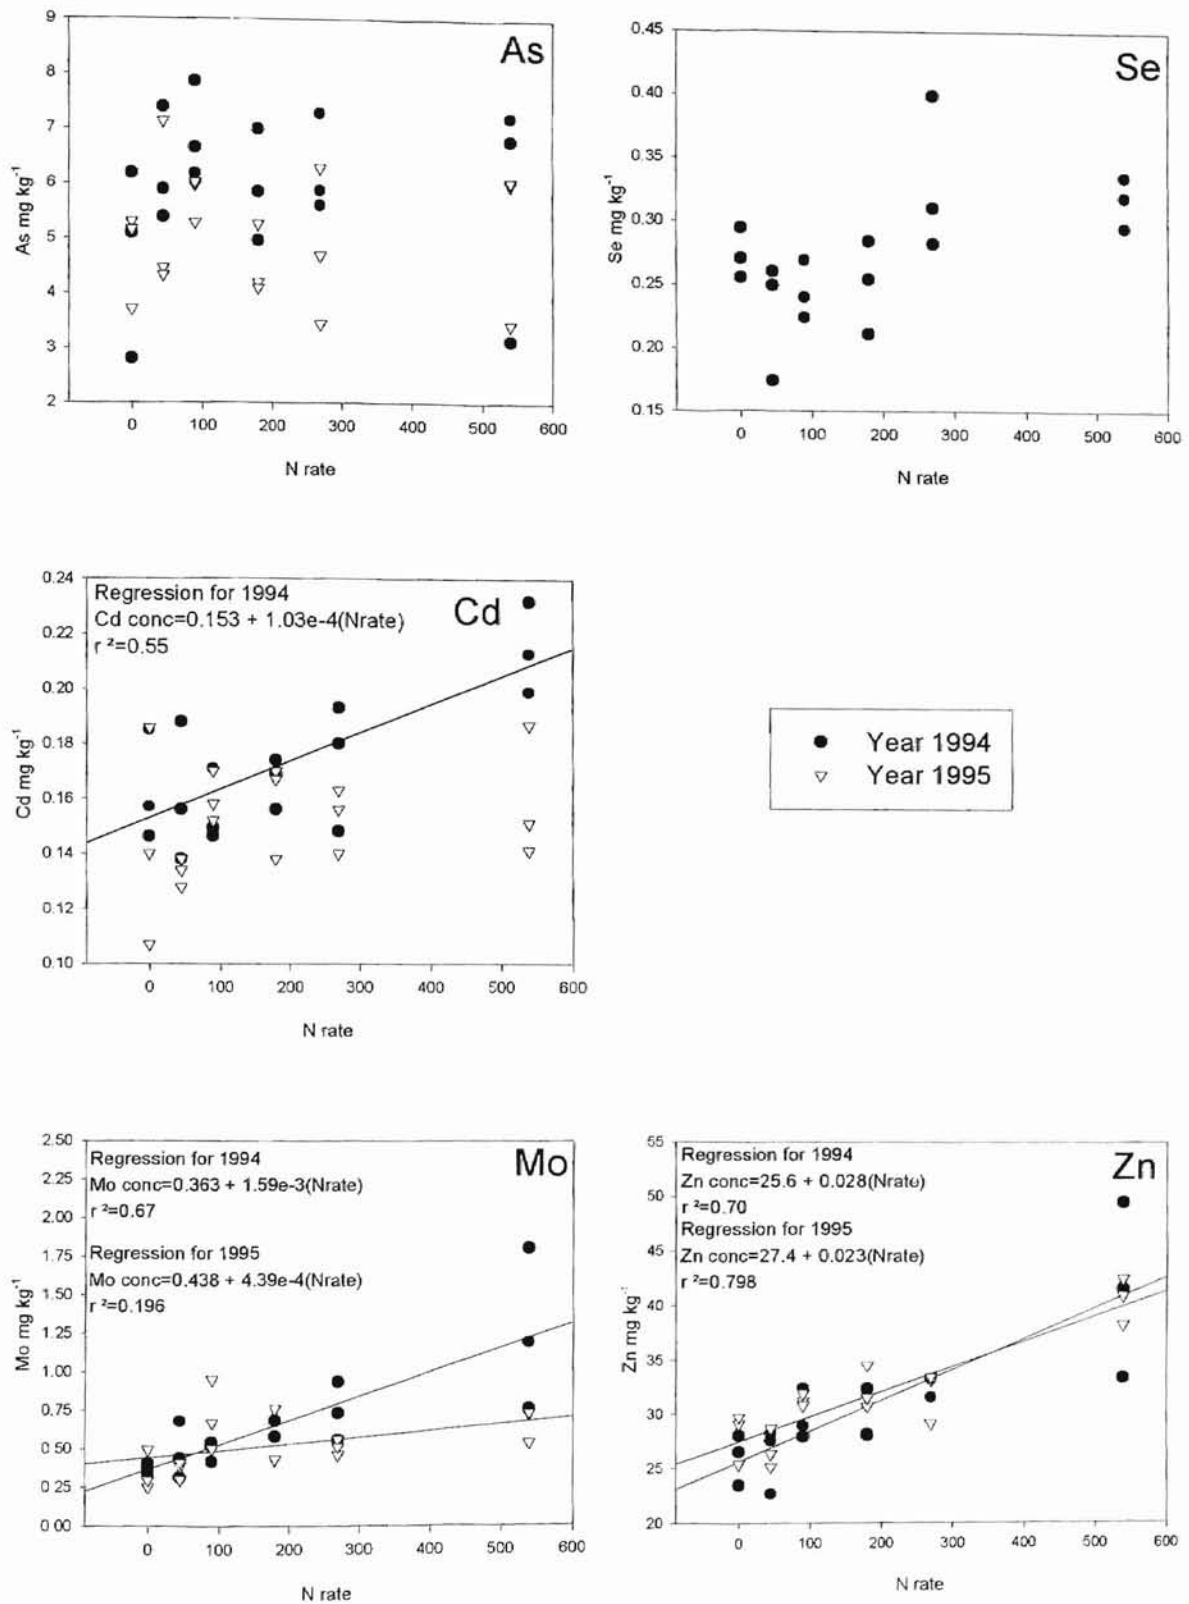 As
9
8
7
6
5
4
3
2
As mg kg⁻¹
0 100 200 300 400 500 600
N rate
Se
0.45
0.40
0.35
0.30
0.25
0.20
0.15
Se mg kg⁻¹
0 100 200 300 400 500 600
N rate
Cd
Regression for 1994
Cd conc=0.153 + 1.03e-4(Nrate)
r ²=0.55
0.24
0.22
0.20
0.18
0.16
0.14
0.12
0.10
Cd mg kg⁻¹
0 100 200 300 400 500 600
N rate
Year 1994
Year 1995
Mo
Regression for 1994
Mo conc=0.363 + 1.59e-3(Nrate)
r ²=0.67
Regression for 1995
Mo conc=0.438 + 4.39e-4(Nrate)
r ²=0.196
2.50
2.25
2.00
1.75
1.50
1.25
1.00
0.75
0.50
0.25
0.00
Mo mg kg⁻¹
0 100 200 300 400 500 600
N rate
Zn
Regression for 1994
Zn conc=25.6 + 0.028(Nrate)
r ²=0.70
Regression for 1995
Zn conc=27.4 + 0.023(Nrate)
r ²=0.798
55
50
45
40
35
30
25
20
Zn mg kg⁻¹
0 100 200 300 400 500 600
N rate